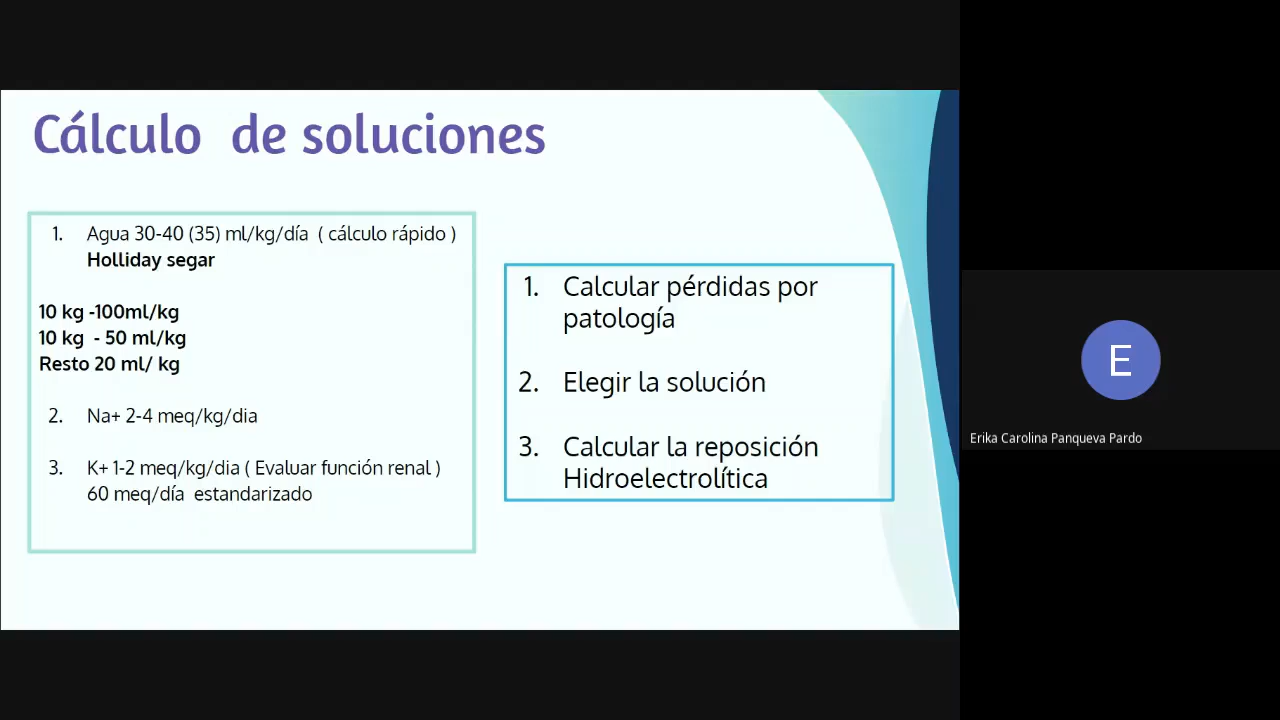 Cálculo de soluciones
1. Agua 30-40 (35) ml/kg/día ( cálculo rápido )
Holliday segar
10 kg -100ml/kg
10 kg - 50 ml/kg
Resto 20 ml/ kg
2. Na+ 2-4 meq/kg/dia
3. K+ 1-2 meq/kg/dia ( Evaluar función renal )
60 meq/día estandarizado
1. Calcular pérdidas por
patología
2. Elegir la solución
3. Calcular la reposición
Hidroelectrolítica
E
Erika Carolina Panqueva Pardo